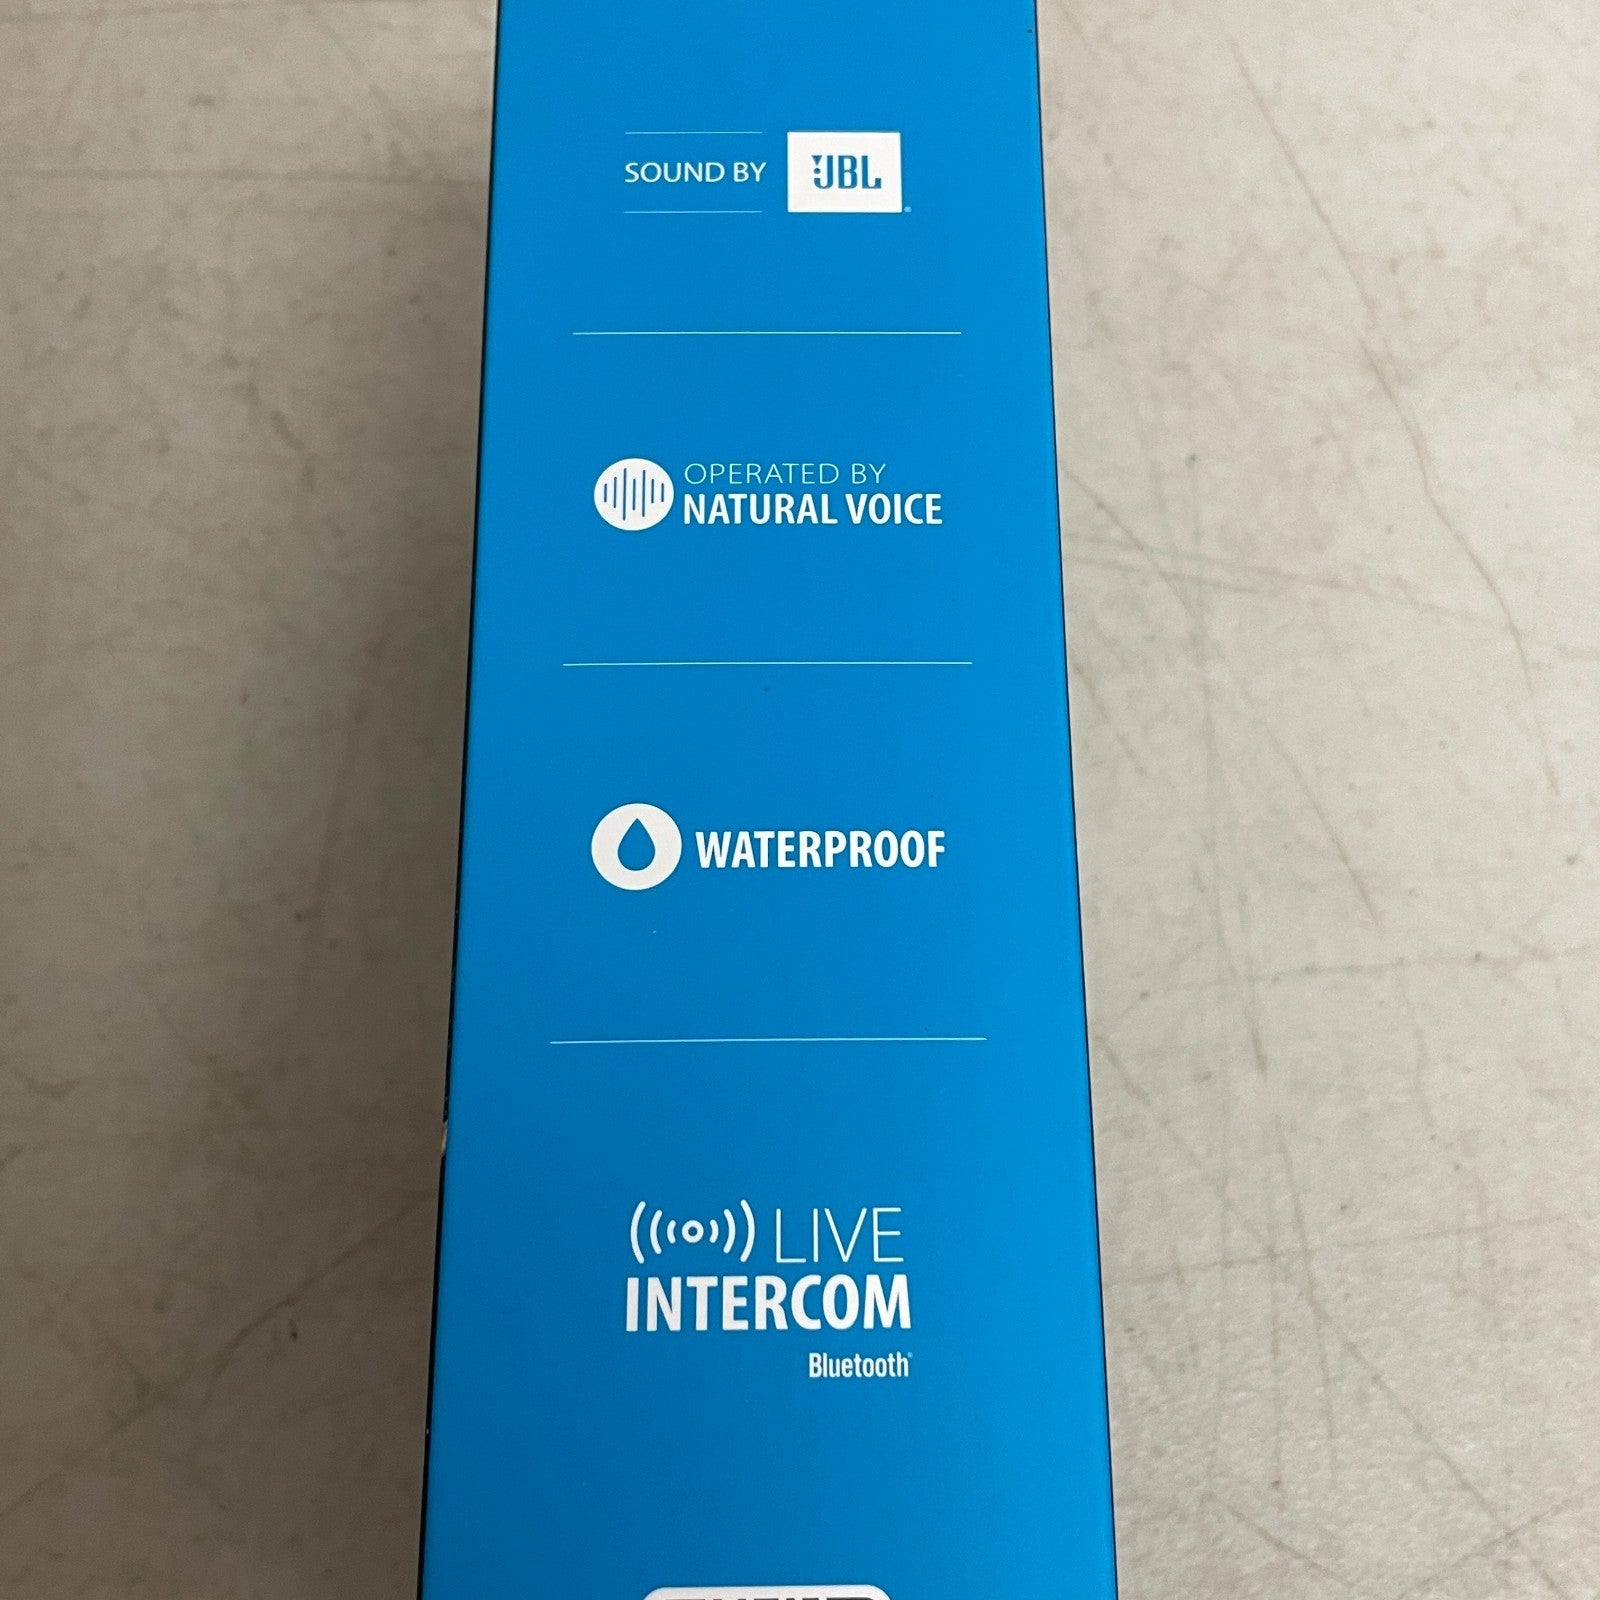 SOUND BY JBL
OPERATED BY
NATURAL VOICE
WATERPROOF
LIVE
INTERCOM
Bluetooth